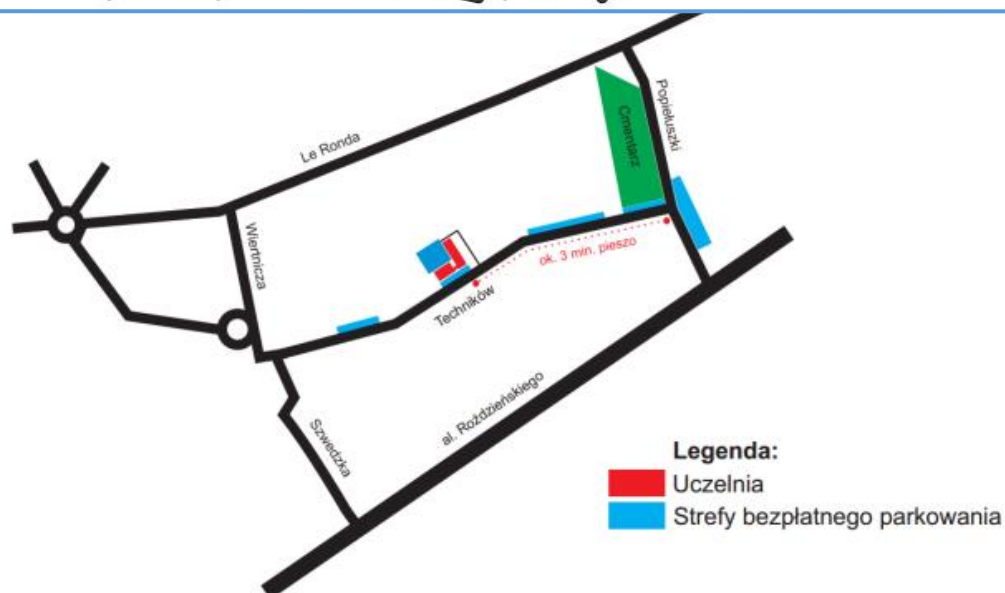 Le Ronda
Popiełuszki
Cmentarz
Wiertnicza
ok. 3 min. pieszo
Techników
al. Roździeńskiego
Szwedzka
Legenda:
Uczelnia
Strefy bezpłatnego parkowania